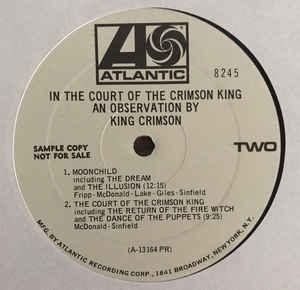 ATLANTIC
8245
IN THE COURT OF THE CRIMSON KING
AN OBSERVATION BY
KING CRIMSON
SAMPLE COPY
NOT FOR SALE
TWO
1. MOONCHILD
including THE DREAM
and THE ILLUSION (12:15)
Fripp-McDonald-Lake-Giles-Sinfield
2. THE COURT OF THE CRIMSON KING
including THE RETURN OF THE FIRE WITCH
and THE DANCE OF THE PUPPETS (9:25)
McDonald-Sinfield
(A-13164 PR)
MFG. BY ATLANTIC RECORDING CORP., 1841 BROADWAY, NEW YORK, N.Y.